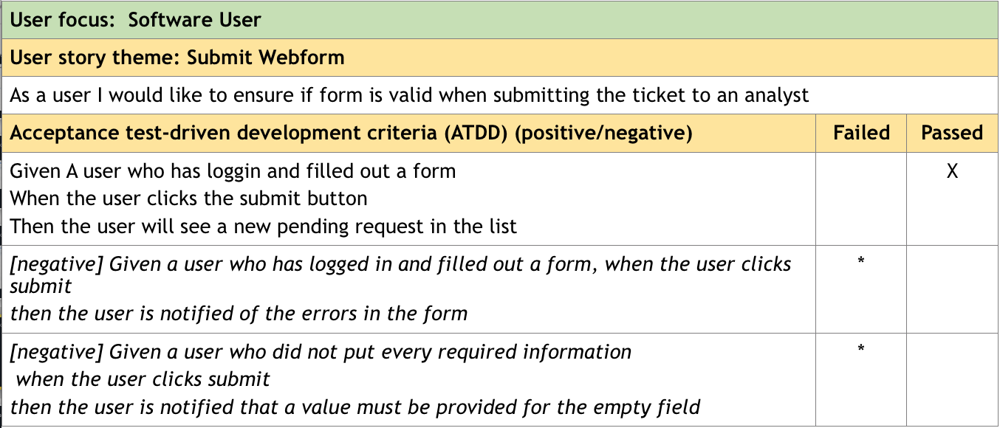 User focus:  Software User
User story theme: Submit Webform
As a user I would like to ensure if form is valid when submitting the ticket to an analyst
Acceptance test-driven development criteria (ATDD) (positive/negative)
Failed
Passed
Given A user who has loggin and filled out a form
X
When the user clicks the submit button
Then the user will see a new pending request in the list
[negative] Given a user who has logged in and filled out a form, when the user clicks
*
submit
then the user is notified of the errors in the form
[negative] Given a user who did not put every required information
*
when the user clicks submit
then the user is notified that a value must be provided for the empty field